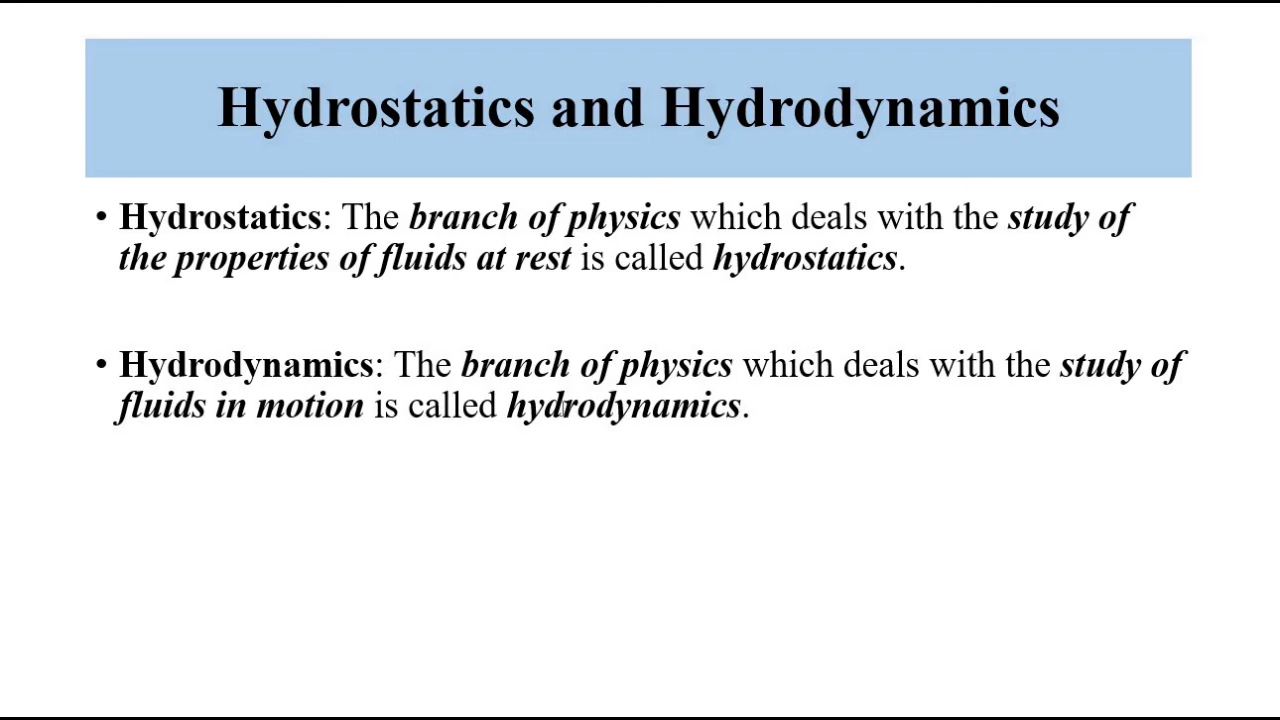 Hydrostatics and Hydrodynamics
• Hydrostatics: The branch of physics which deals with the study of
the properties of fluids at rest is called hydrostatics.
• Hydrodynamics: The branch of physics which deals with the study of
fluids in motion is called hydrodynamics.